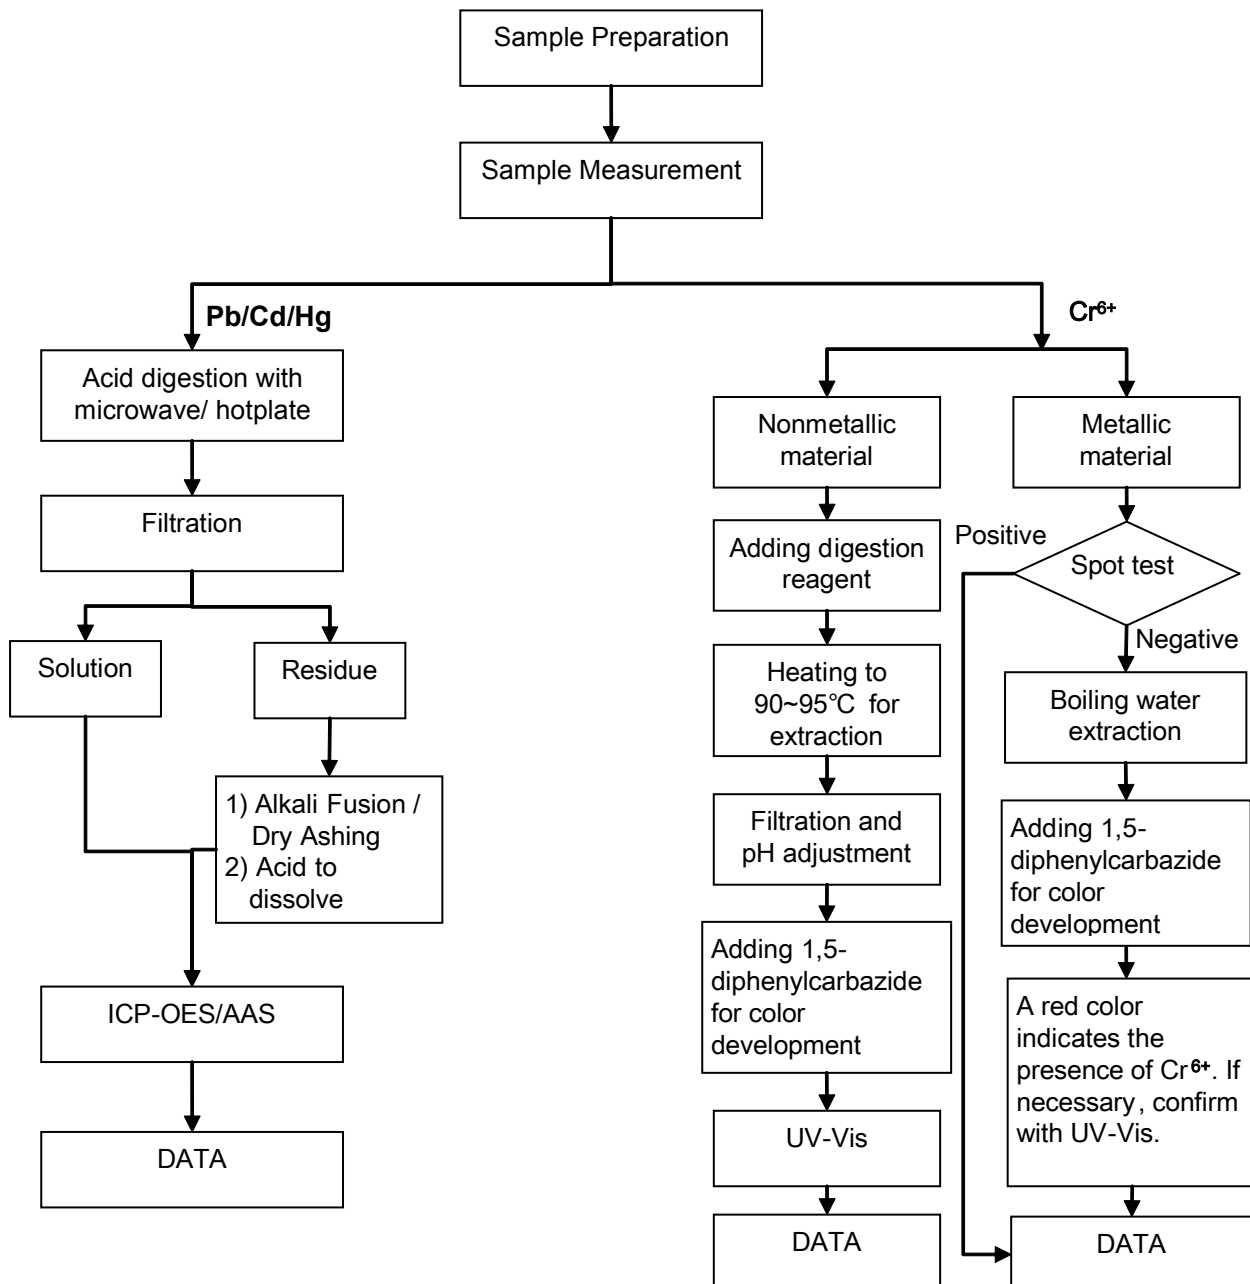 Sample Preparation
Sample Measurement
Pb/Cd/Hg
Acid digestion with
microwave/ hotplate
Filtration
Solution
Residue
1) Alkali Fusion /
Dry Ashing
2) Acid to
dissolve
ICP-OES/AAS
DATA
Cr⁶⁺
Nonmetallic
material
Adding digestion
reagent
Heating to
90~95℃ for
extraction
Filtration and
pH adjustment
Adding 1,5-
diphenylcarbazide
for color
development
UV-Vis
DATA
Metallic
material
Positive
Spot test
Negative
Boiling water
extraction
Adding 1,5-
diphenylcarbazide
for color
development
A red color
indicates the
presence of Cr⁶⁺. If
necessary, confirm
with UV-Vis.
DATA